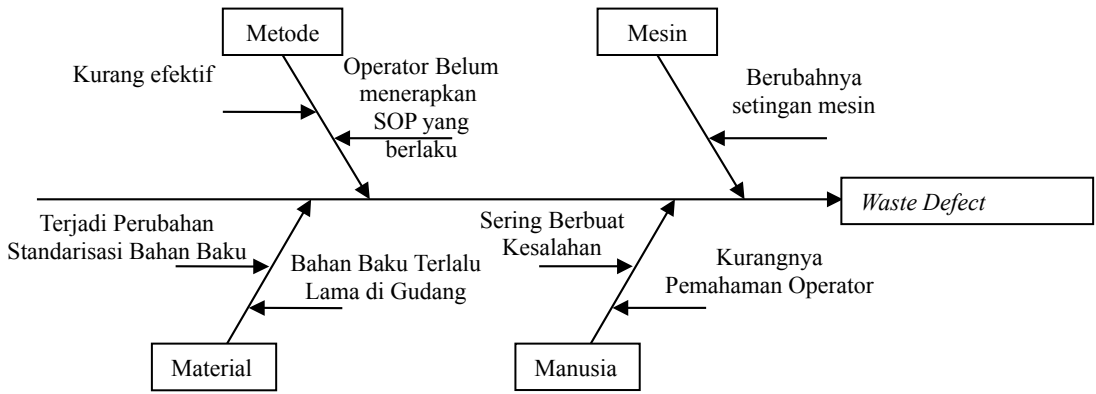 Metode
Mesin
Kurang efektif
Operator Belum
menerapkan
SOP yang
berlaku
Berubahnya
setingan mesin
Waste Defect
Terjadi Perubahan
Standarisasi Bahan Baku
Bahan Baku Terlalu
Lama di Gudang
Sering Berbuat
Kesalahan
Kurangnya
Pemahaman Operator
Material
Manusia